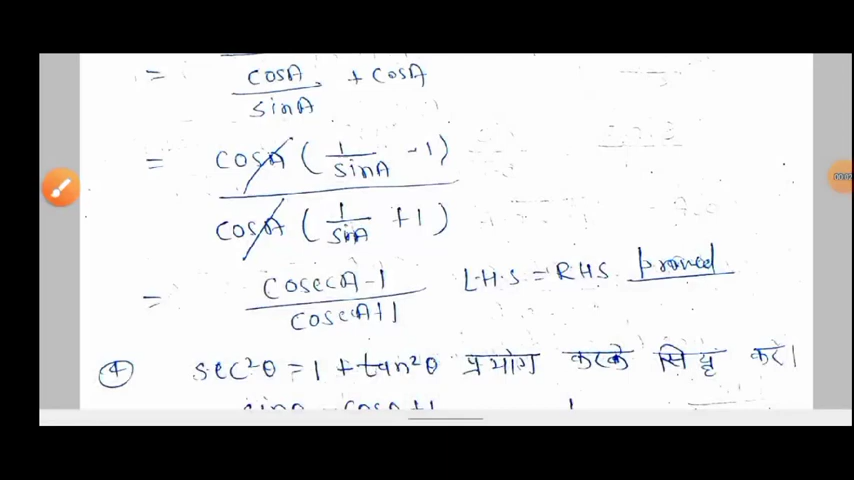 = cosA/sinA + cosA
= cosA (1/sinA - 1) / cosA (1/sinA + 1)
= cosecA-1 / cosecA+1 L.H.S = RHS proved
④ sec²θ = 1 + tan²θ प्रयोग करके सिद्ध करें।